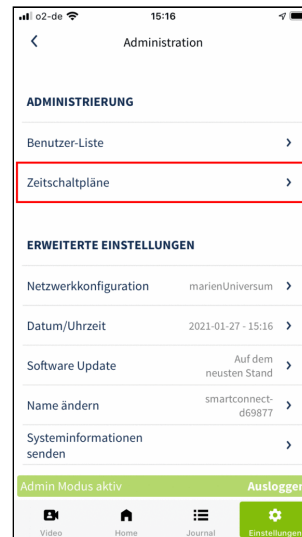 o2-de 15:16
Administration
ADMINISTRIERUNG
Benutzer-Liste
Zeitschaltpläne
ERWEITERTE EINSTELLUNGEN
Netzwerkkonfiguration marienUniversum
Datum/Uhrzeit 2021-01-27 - 15:16
Software Update Auf dem
neusten Stand
Name ändern smartconnect-
d69877
Systeminformationen
senden
Admin Modus aktiv Ausloggen
Video Home Journal Einstellungen